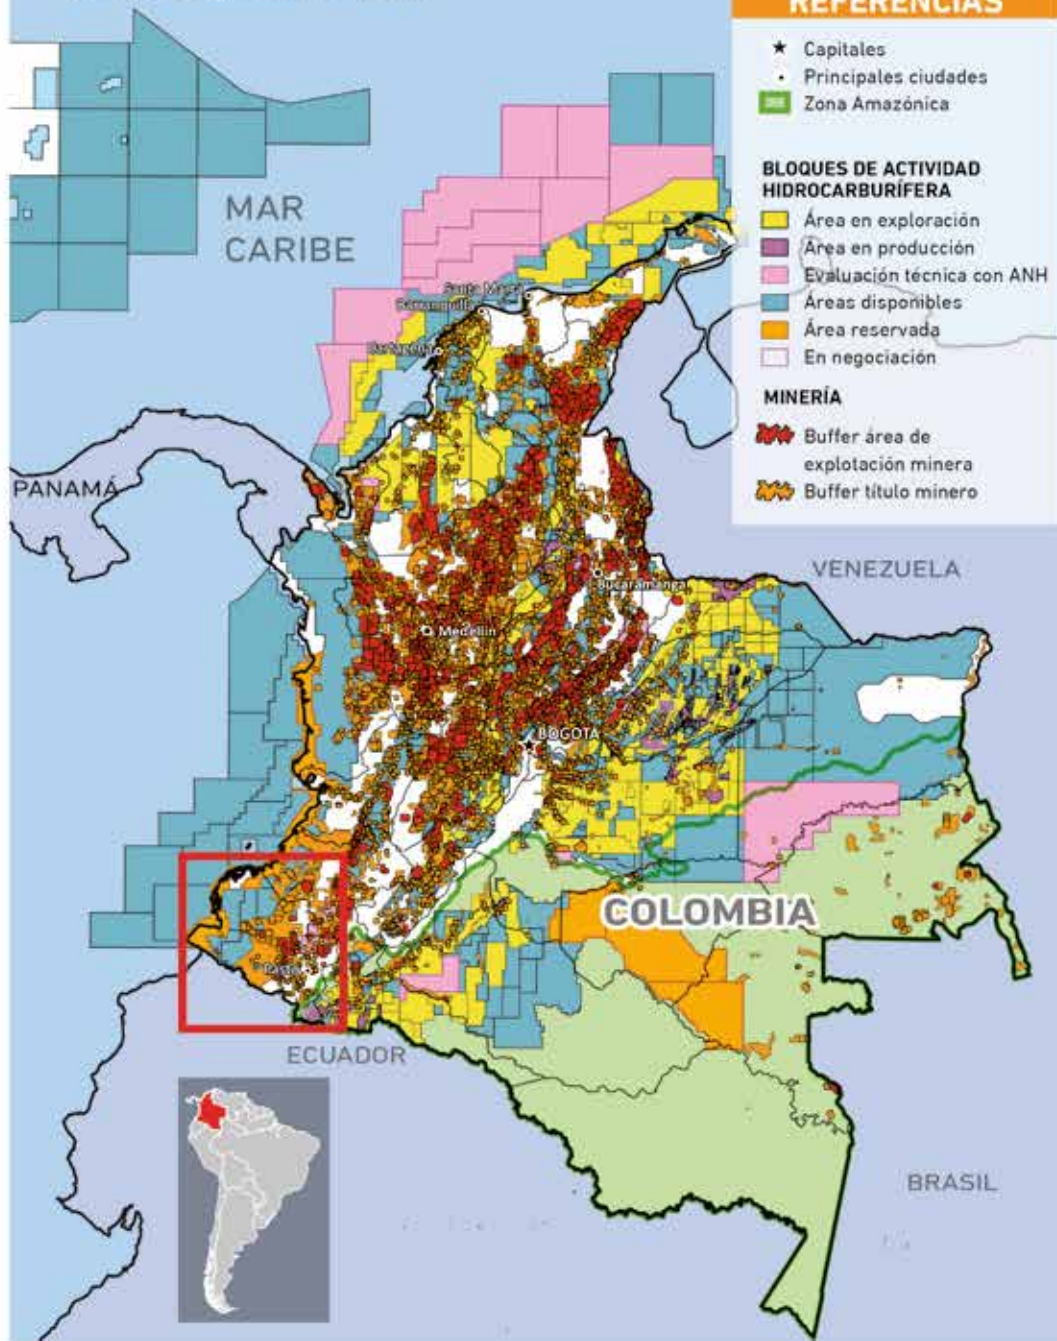 REFERENCIAS
Capitales
Principales ciudades
Zona Amazónica
BLOQUES DE ACTIVIDAD
HIDROCARBURÍFERA
Área en exploración
Área en producción
Evaluación técnica con ANH
Áreas disponibles
Área reservada
En negociación
MINERÍA
Buffer área de
explotación minera
Buffer título minero
MAR
CARIBE
Santa Marta
Barranquilla
Cartagena
PANAMÁ
VENEZUELA
Bucaramanga
Medellín
BOGOTA
COLOMBIA
Pasto
ECUADOR
BRASIL